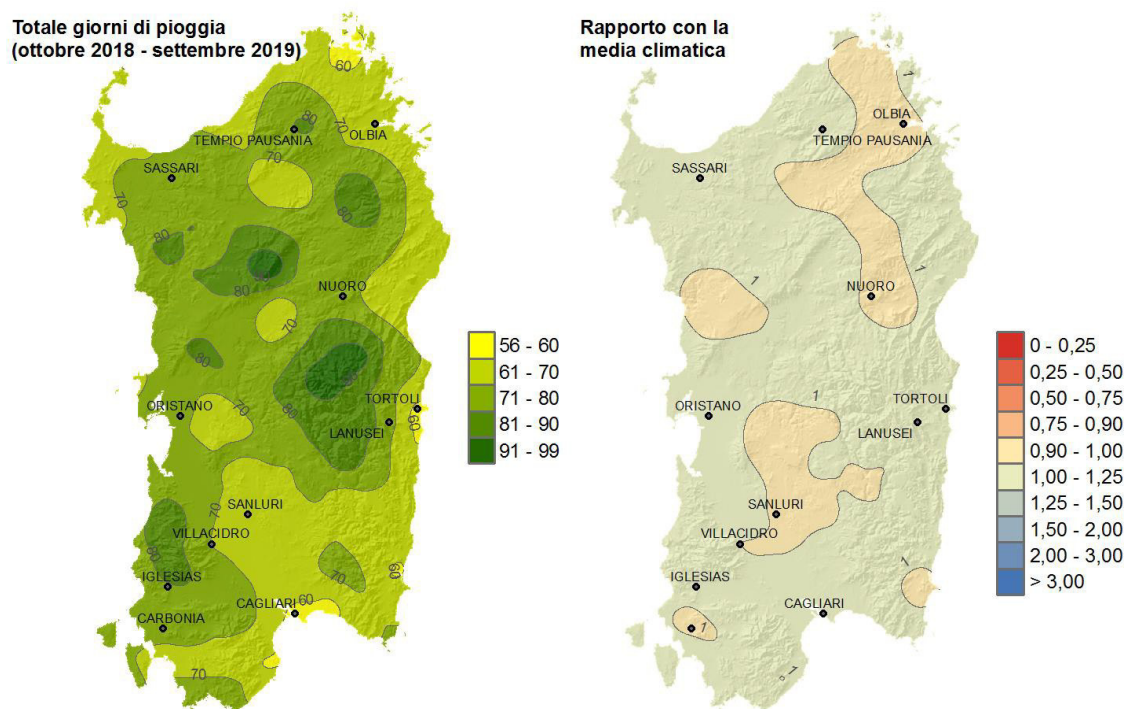 Totale giorni di pioggia
(ottobre 2018 - settembre 2019)
60
80
70
OLBIA
TEMPIO PAUSANIA
70
SASSARI
70
80
80
80
NUORO
70
80
ORISTANO
70
80
TORTOLI
60
LANUSEI
70
SANLURI
VILLACIDRO
80
70
60
IGLESIAS
CAGLIARI
60
CARBONIA
70
56 - 60
61 - 70
71 - 80
81 - 90
91 - 99
Rapporto con la
media climatica
1
OLBIA
TEMPIO PAUSANIA
SASSARI
1
1
NUORO
1
TORTOLI
ORISTANO
LANUSEI
SANLURI
VILLACIDRO
1
IGLESIAS
CAGLIARI
1
1
0 - 0,25
0,25 - 0,50
0,50 - 0,75
0,75 - 0,90
0,90 - 1,00
1,00 - 1,25
1,25 - 1,50
1,50 - 2,00
2,00 - 3,00
> 3,00